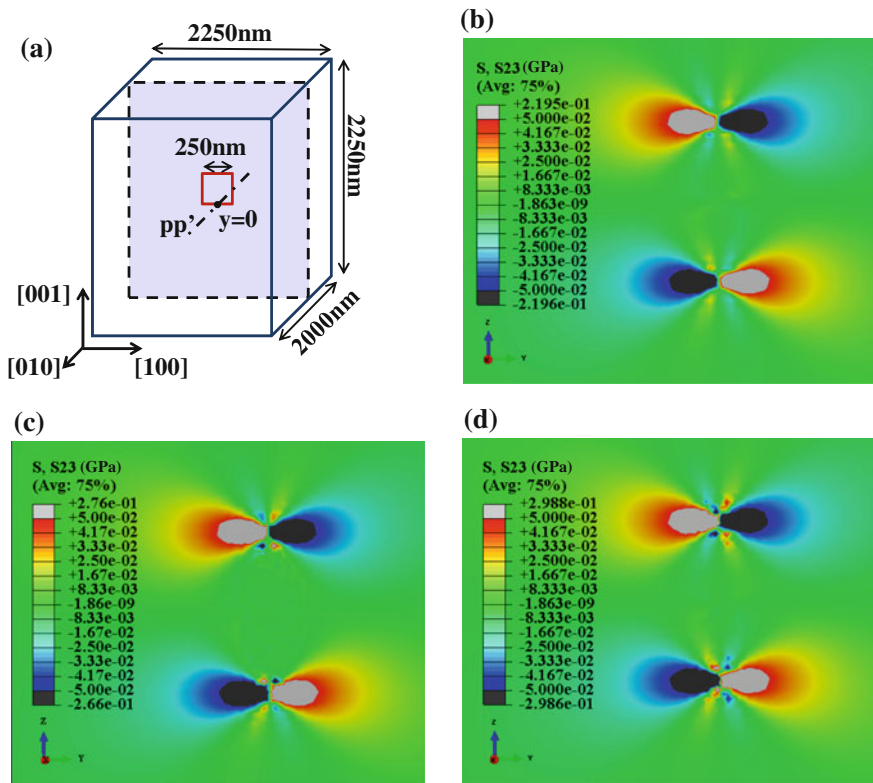 (a)
2250nm
2250nm
250nm
pp'
y=0
2000nm
[001]
[010]
[100]
(b)
S, S23 (GPa)
(Avg: 75%)
+2.195e-01
+5.000e-02
+4.167e-02
+3.333e-02
+2.500e-02
+1.667e-02
+8.333e-03
-1.863e-09
-8.333e-03
-1.667e-02
-2.500e-02
-3.333e-02
-4.167e-02
-5.000e-02
-2.196e-01
Z
X
Y
(c)
S, S23 (GPa)
(Avg: 75%)
+2.76e-01
+5.00e-02
+4.17e-02
+3.33e-02
+2.50e-02
+1.67e-02
+8.33e-03
-1.86e-09
-8.33e-03
-1.67e-02
-2.50e-02
-3.33e-02
-4.17e-02
-5.00e-02
-2.66e-01
Z
X
Y
(d)
S, S23 (GPa)
(Avg: 75%)
+2.988e-01
+5.000e-02
+4.167e-02
+3.333e-02
+2.500e-02
+1.667e-02
+8.333e-03
-1.863e-09
-8.333e-03
-1.667e-02
-2.500e-02
-3.333e-02
-4.167e-02
-5.000e-02
-2.986e-01
Z
X
Y